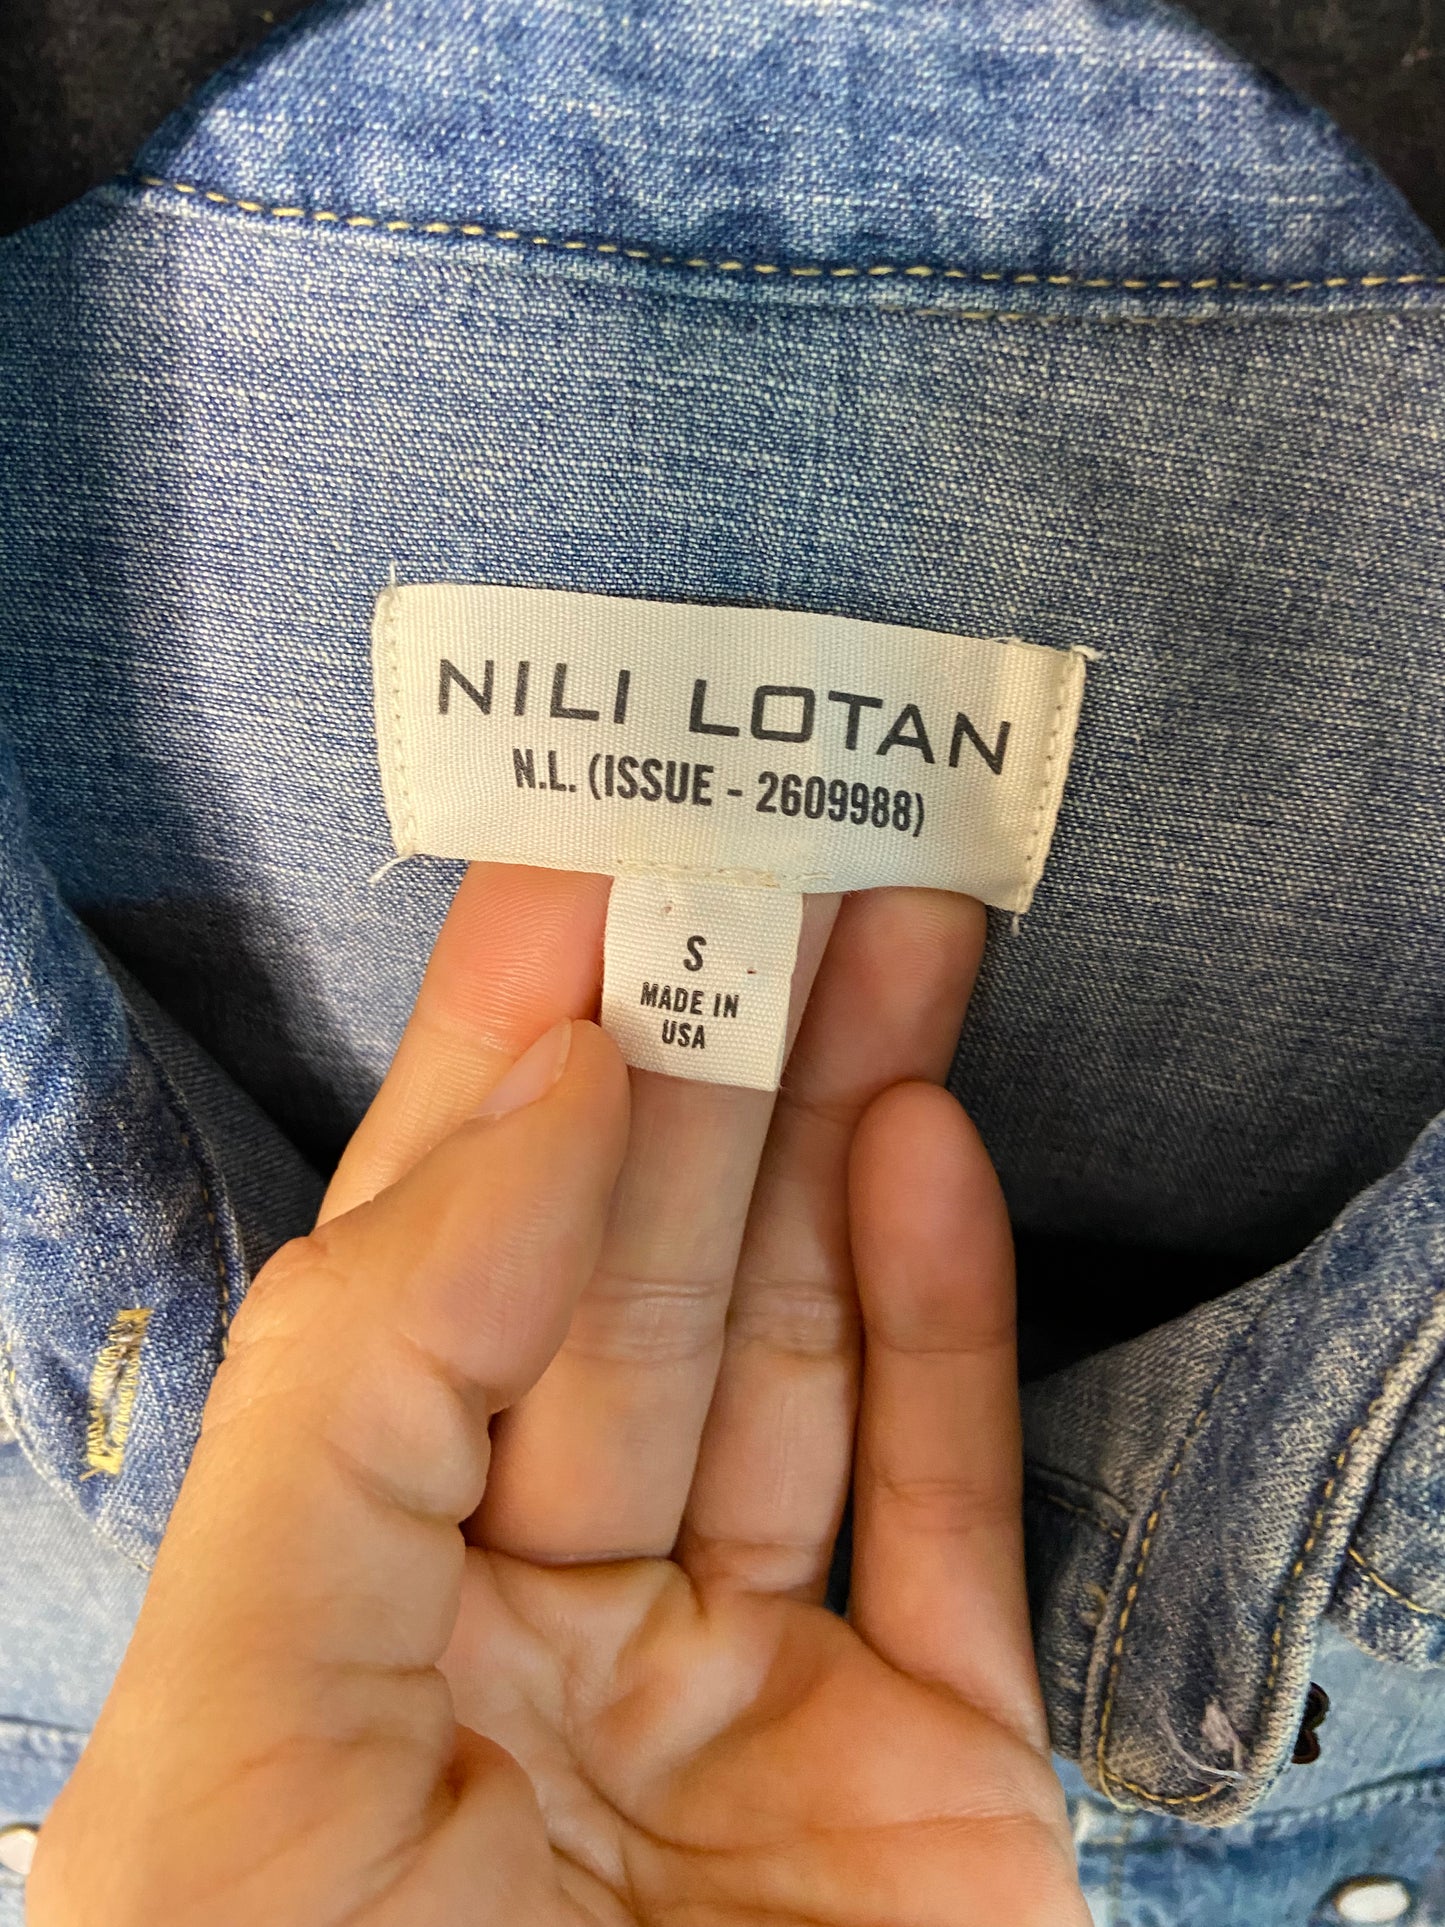 NILI LOTAN
N.L. (ISSUE - 2609988)
S
MADE IN
USA